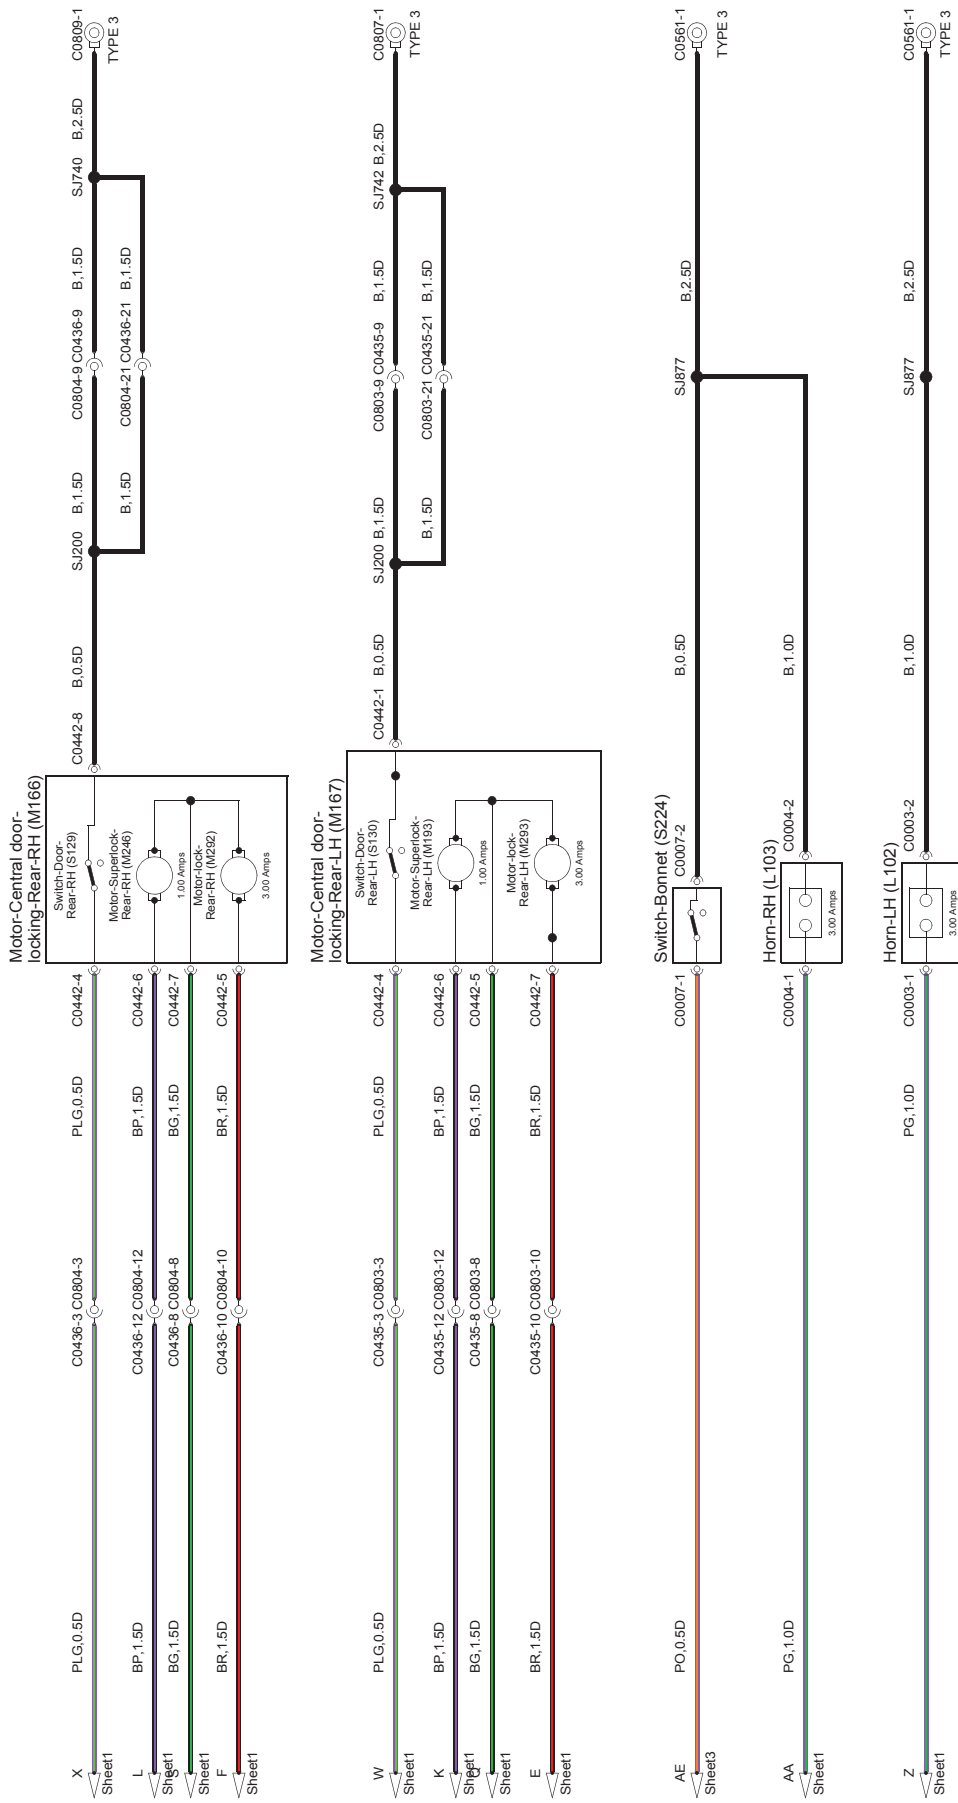 C0809-1
TYPE 3
B,2.5D
SJ740
B,1.5D
B,1.5D
C0804-9 C0436-9
C0804-21 C0436-21
B,1.5D
B,1.5D
SJ200
B,0.5D
C0442-8
Motor-Central door-
locking-Rear-RH (M166)
Switch-Door-
Rear-RH (S129)
Motor-Superlock-
Rear-RH (M246)
1.00 Amps
Motor-lock-
Rear-RH (M292)
3.00 Amps
C0442-4
C0442-6
C0442-7
C0442-5
PLG,0.5D
BP,1.5D
BG,1.5D
BR,1.5D
C0436-3 C0804-3
C0436-12 C0804-12
C0436-8 C0804-8
C0436-10 C0804-10
PLG,0.5D
BP,1.5D
BG,1.5D
BR,1.5D
X
Sheet1
L
Sheet1
S
Sheet1
F
Sheet1
C0807-1
TYPE 3
B,2.5D
SJ742
B,1.5D
B,1.5D
C0803-9 C0435-9
C0803-21 C0435-21
B,1.5D
B,1.5D
SJ200
B,0.5D
C0442-1
Motor-Central door-
locking-Rear-LH (M167)
Switch-Door-
Rear-LH (S130)
Motor-Superlock-
Rear-LH (M193)
1.00 Amps
Motor-lock-
Rear-LH (M293)
3.00 Amps
C0442-4
C0442-6
C0442-5
C0442-7
PLG,0.5D
BP,1.5D
BG,1.5D
BR,1.5D
C0435-3 C0803-3
C0435-12 C0803-12
C0435-8 C0803-8
C0435-10 C0803-10
PLG,0.5D
BP,1.5D
BG,1.5D
BR,1.5D
W
Sheet1
K
Sheet1
Sheet1
E
Sheet1
C0561-1
TYPE 3
B,2.5D
SJ877
B,0.5D
B,1.0D
Switch-Bonnet (S224)
C0007-2
C0007-1
Horn-RH (L103)
C0004-2
3.00 Amps
C0004-1
PO,0.5D
PG,1.0D
AE
Sheet3
AA
Sheet1
C0561-1
TYPE 3
B,2.5D
SJ877
B,1.0D
Horn-LH (L102)
C0003-2
3.00 Amps
C0003-1
PG,1.0D
Z
Sheet1